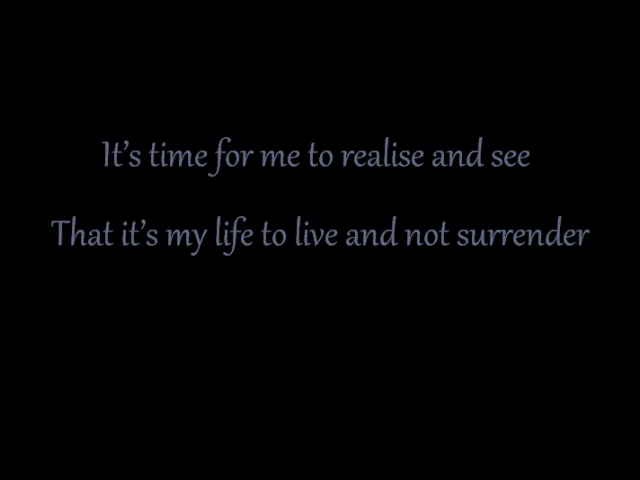 It’s time for me to realise and see
That it’s my life to live and not surrender